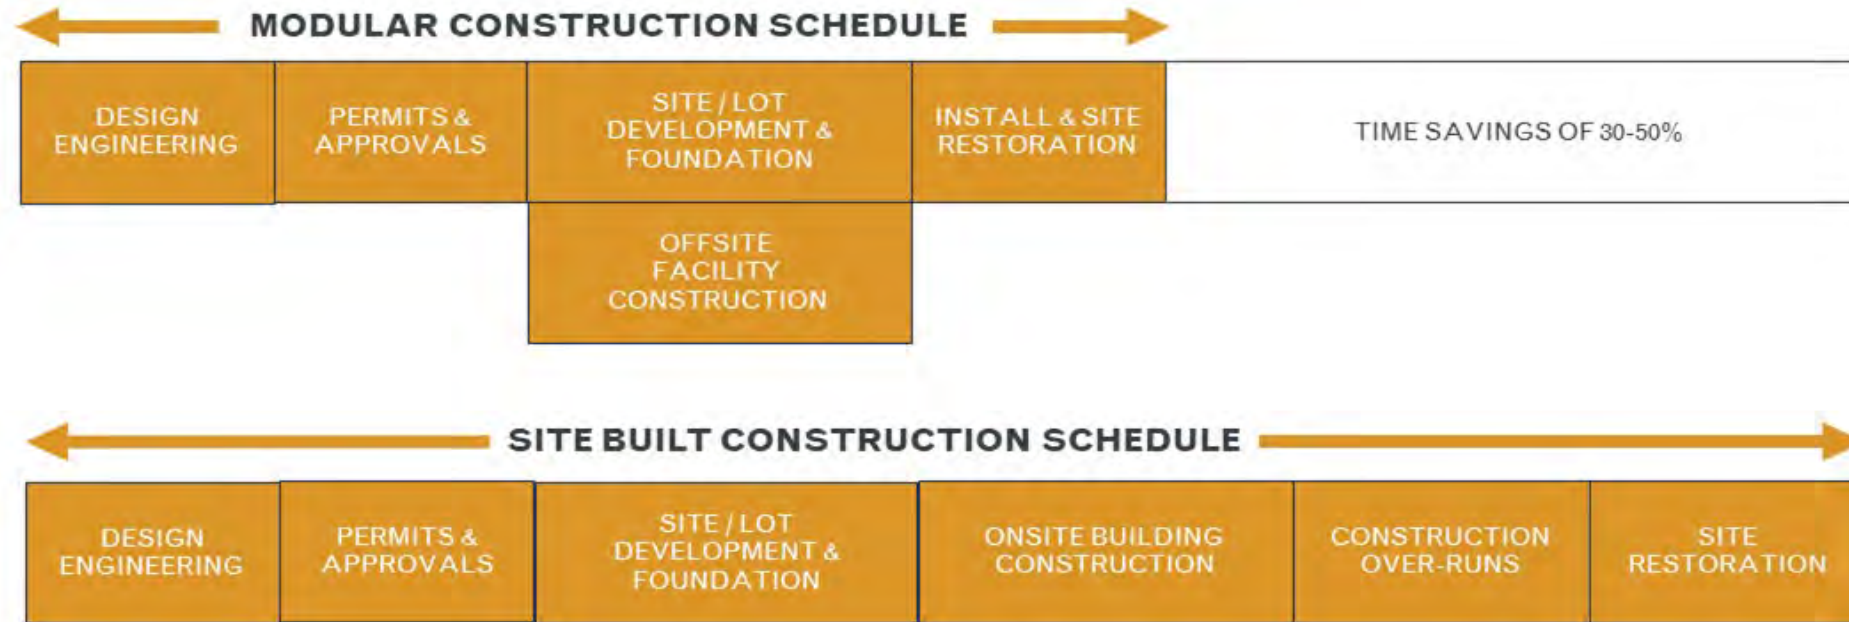 MODULAR CONSTRUCTION SCHEDULE
DESIGN
ENGINEERING
PERMITS &
APPROVALS
SITE / LOT
DEVELOPMENT &
FOUNDATION
INSTALL & SITE
RESTORATION
TIME SAVINGS OF 30-50%
OFFSITE
FACILITY
CONSTRUCTION
SITE BUILT CONSTRUCTION SCHEDULE
DESIGN
ENGINEERING
PERMITS &
APPROVALS
SITE / LOT
DEVELOPMENT &
FOUNDATION
ONSITE BUILDING
CONSTRUCTION
CONSTRUCTION
OVER-RUNS
SITE
RESTORATION